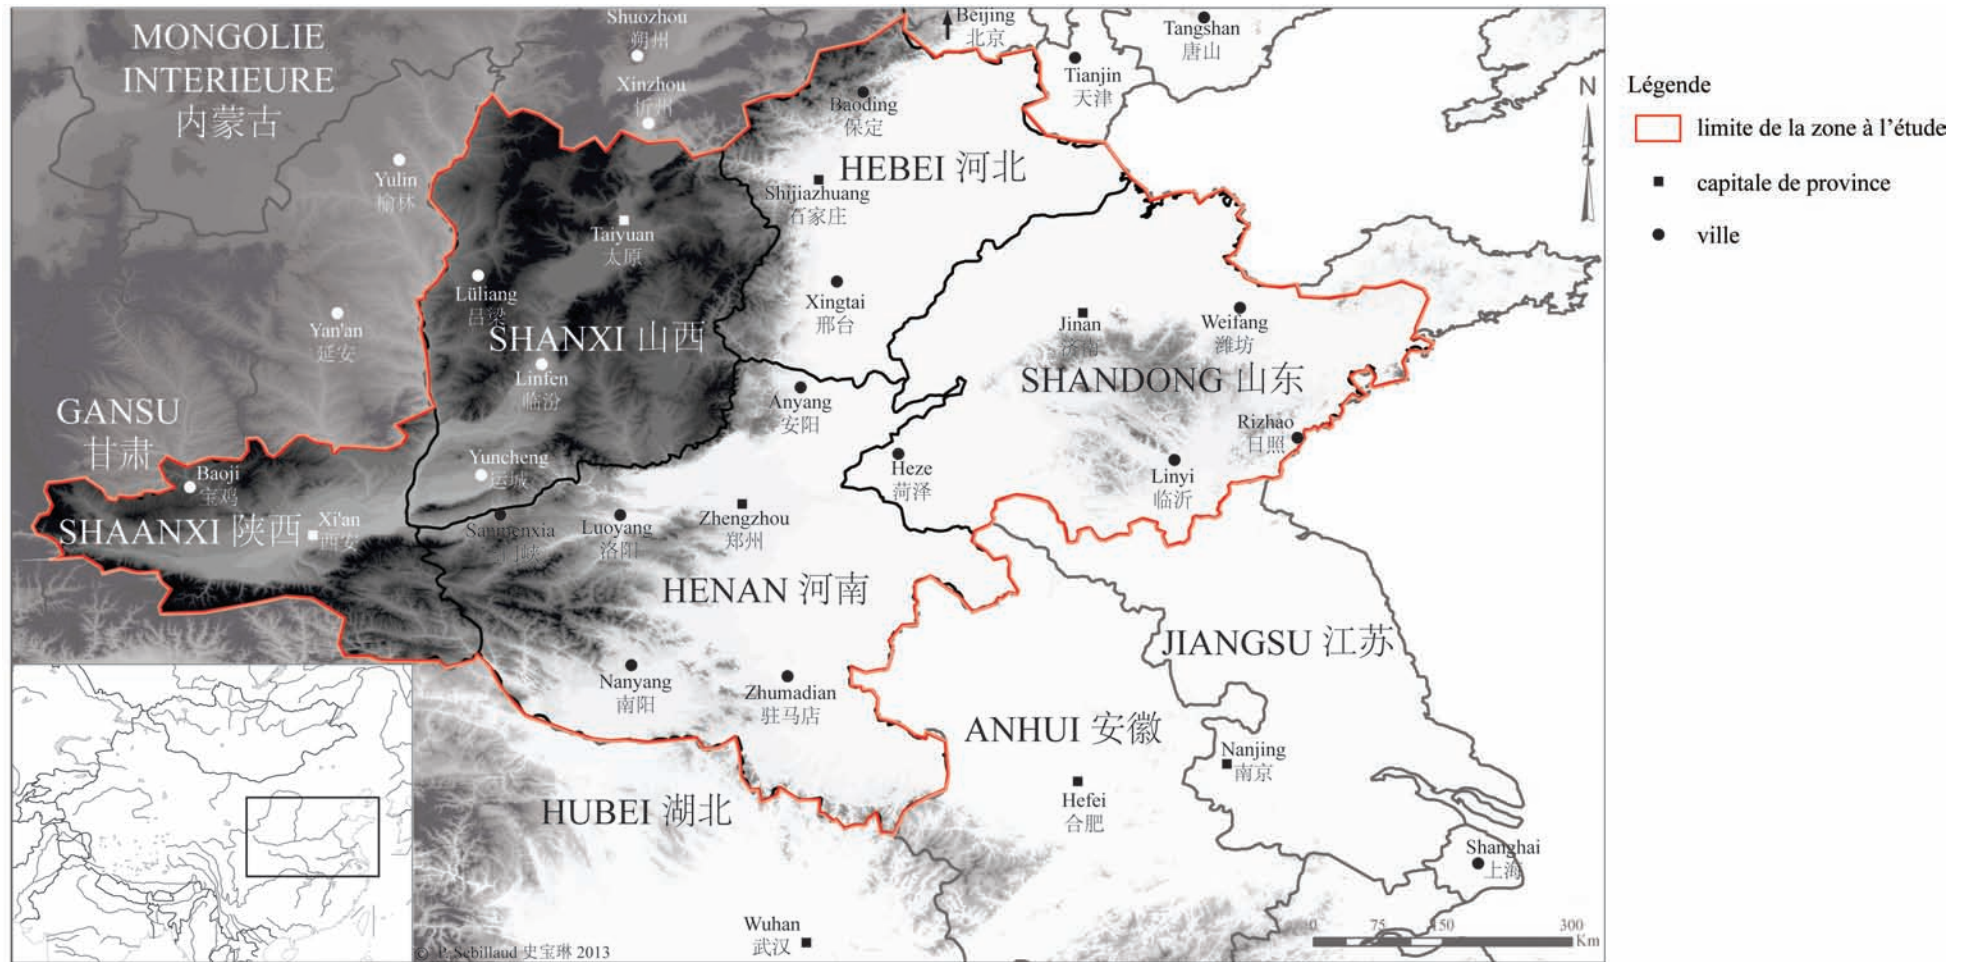 MONGOLIE
INTERIEURE
内蒙古
Shuozhou
朔州
Xinzhou
忻州
Beijing
北京
Tangshan
唐山
Tianjin
天津
Baoding
保定
HEBEI 河北
Shijiazhuang
石家庄
Yulin
榆林
Taiyuan
太原
Lüliang
吕梁
Xingtai
邢台
Yan'an
延安
SHANXI 山西
Linfen
临汾
Jinan
济南
Weifang
潍坊
SHANDONG 山东
Anyang
安阳
GANSU
甘肃
Rizhao
日照
Yuncheng
运城
Baoji
宝鸡
Heze
菏泽
Linyi
临沂
SHAANXI 陕西
Xi'an
西安
Sanmenxia
三门峡
Luoyang
洛阳
Zhengzhou
郑州
HENAN 河南
JIANGSU 江苏
Nanyang
南阳
Zhumadian
驻马店
ANHUI 安徽
Nanjing
南京
HUBEI 湖北
Hefei
合肥
Shanghai
上海
Wuhan
武汉
© P. Sebillaud 史宝琳 2013
0 75 150 300
Km
Légende
N
limite de la zone à l'étude
capitale de province
ville